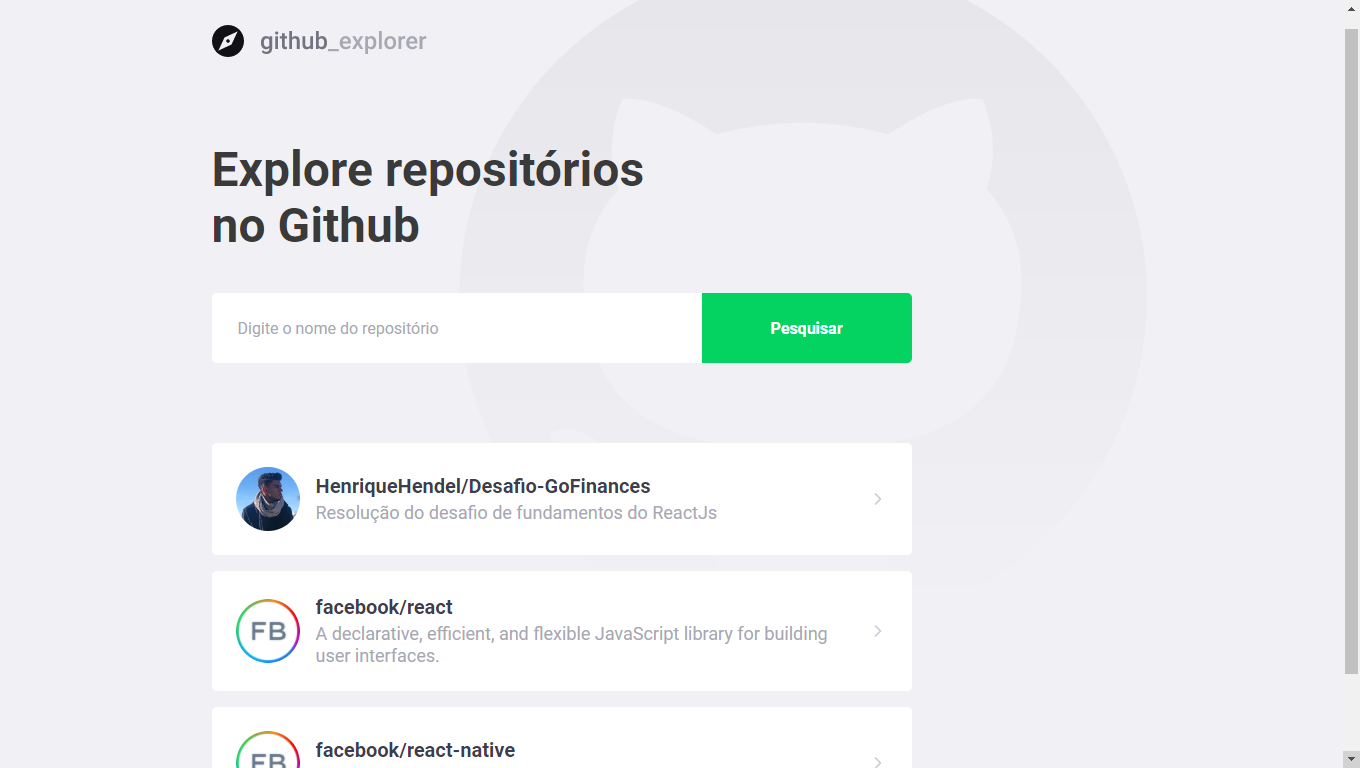 github_explorer
Explore repositórios
no Github
Digite o nome do repositório
Pesquisar
HenriqueHendel/Desafio-GoFinances
Resolução do desafio de fundamentos do ReactJs
FB
facebook/react
A declarative, efficient, and flexible JavaScript library for building
user interfaces.
FB
facebook/react-native